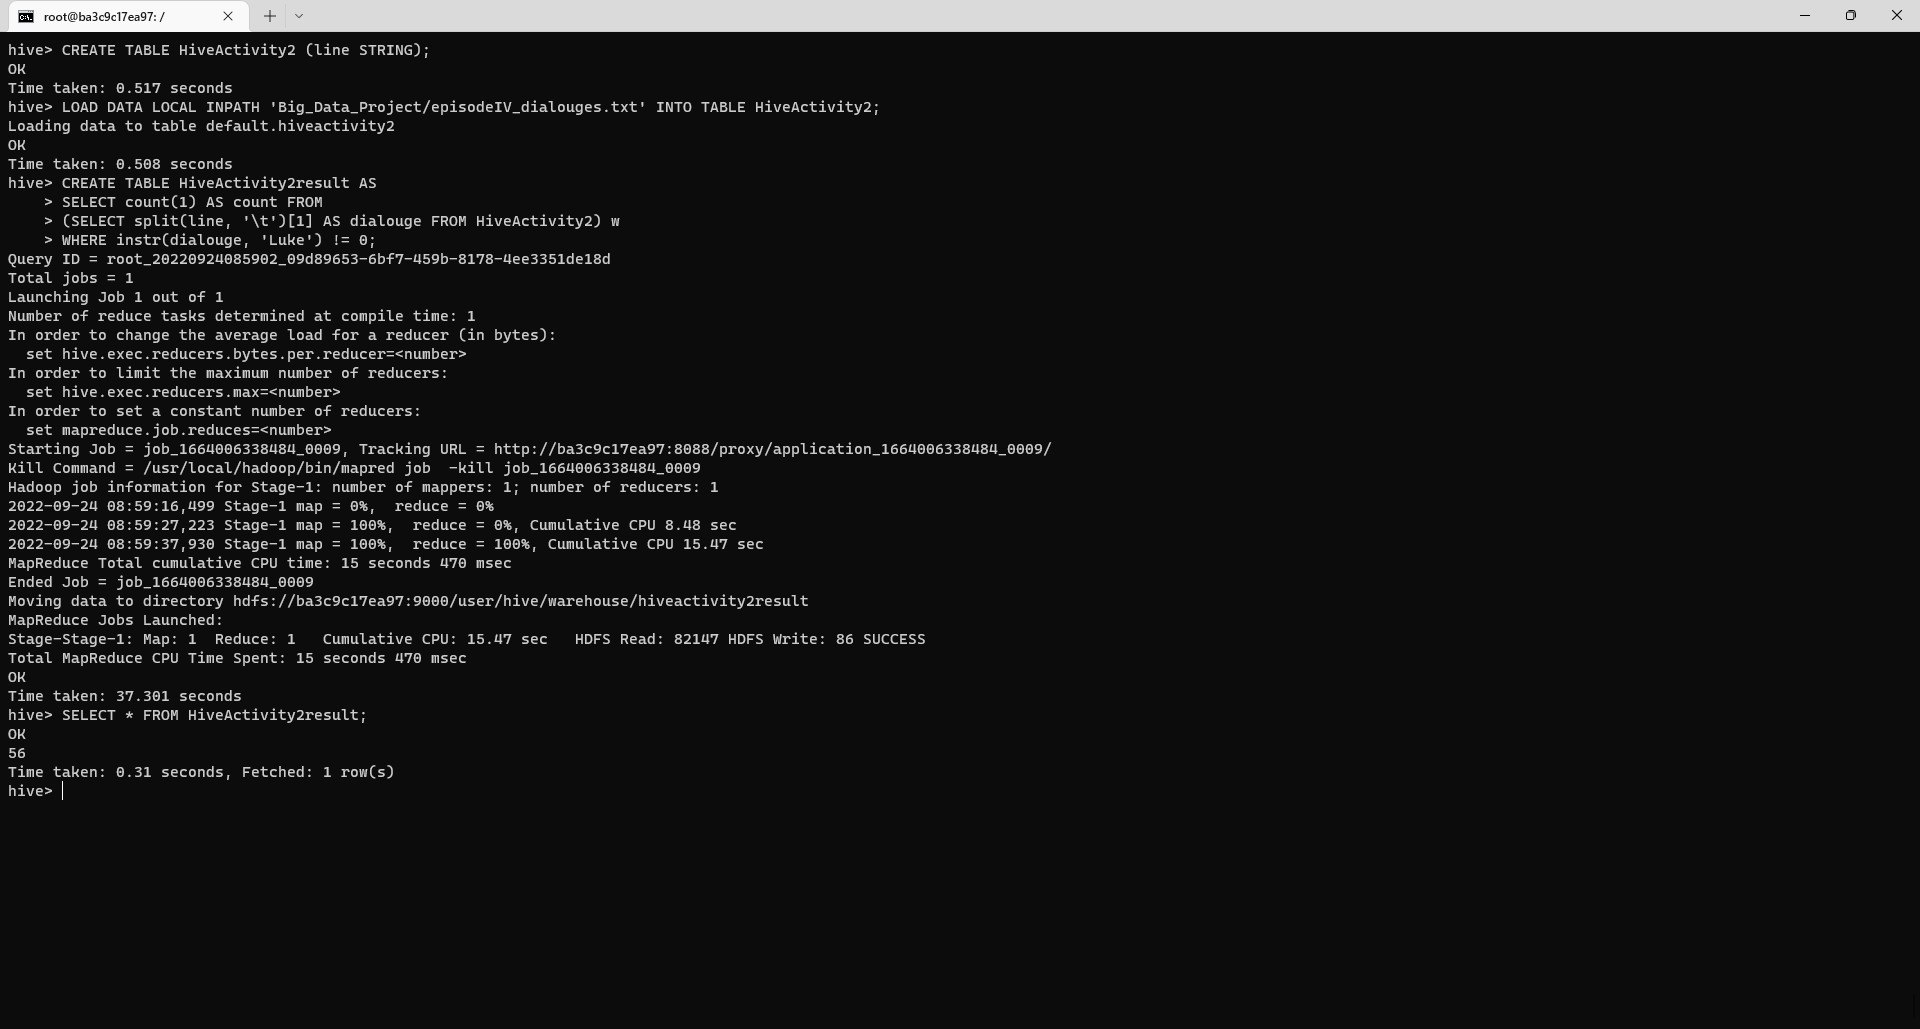 root@ba3c9c17ea97: /
hive> CREATE TABLE HiveActivity2 (line STRING);
OK
Time taken: 0.517 seconds
hive> LOAD DATA LOCAL INPATH 'Big_Data_Project/episodeIV_dialouges.txt' INTO TABLE HiveActivity2;
Loading data to table default.hiveactivity2
OK
Time taken: 0.508 seconds
hive> CREATE TABLE HiveActivity2result AS
    > SELECT count(1) AS count FROM
    > (SELECT split(line, '\t')[1] AS dialouge FROM HiveActivity2) w
    > WHERE instr(dialouge, 'Luke') != 0;
Query ID = root_20220924085902_09d89653-6bf7-459b-8178-4ee3351de18d
Total jobs = 1
Launching Job 1 out of 1
Number of reduce tasks determined at compile time: 1
In order to change the average load for a reducer (in bytes):
  set hive.exec.reducers.bytes.per.reducer=<number>
In order to limit the maximum number of reducers:
  set hive.exec.reducers.max=<number>
In order to set a constant number of reducers:
  set mapreduce.job.reduces=<number>
Starting Job = job_1664006338484_0009, Tracking URL = http://ba3c9c17ea97:8088/proxy/application_1664006338484_0009/
Kill Command = /usr/local/hadoop/bin/mapred job  -kill job_1664006338484_0009
Hadoop job information for Stage-1: number of mappers: 1; number of reducers: 1
2022-09-24 08:59:16,499 Stage-1 map = 0%,  reduce = 0%
2022-09-24 08:59:27,223 Stage-1 map = 100%,  reduce = 0%, Cumulative CPU 8.48 sec
2022-09-24 08:59:37,930 Stage-1 map = 100%,  reduce = 100%, Cumulative CPU 15.47 sec
MapReduce Total cumulative CPU time: 15 seconds 470 msec
Ended Job = job_1664006338484_0009
Moving data to directory hdfs://ba3c9c17ea97:9000/user/hive/warehouse/hiveactivity2result
MapReduce Jobs Launched:
Stage-Stage-1: Map: 1  Reduce: 1   Cumulative CPU: 15.47 sec   HDFS Read: 82147 HDFS Write: 86 SUCCESS
Total MapReduce CPU Time Spent: 15 seconds 470 msec
OK
Time taken: 37.301 seconds
hive> SELECT * FROM HiveActivity2result;
OK
56
Time taken: 0.31 seconds, Fetched: 1 row(s)
hive>